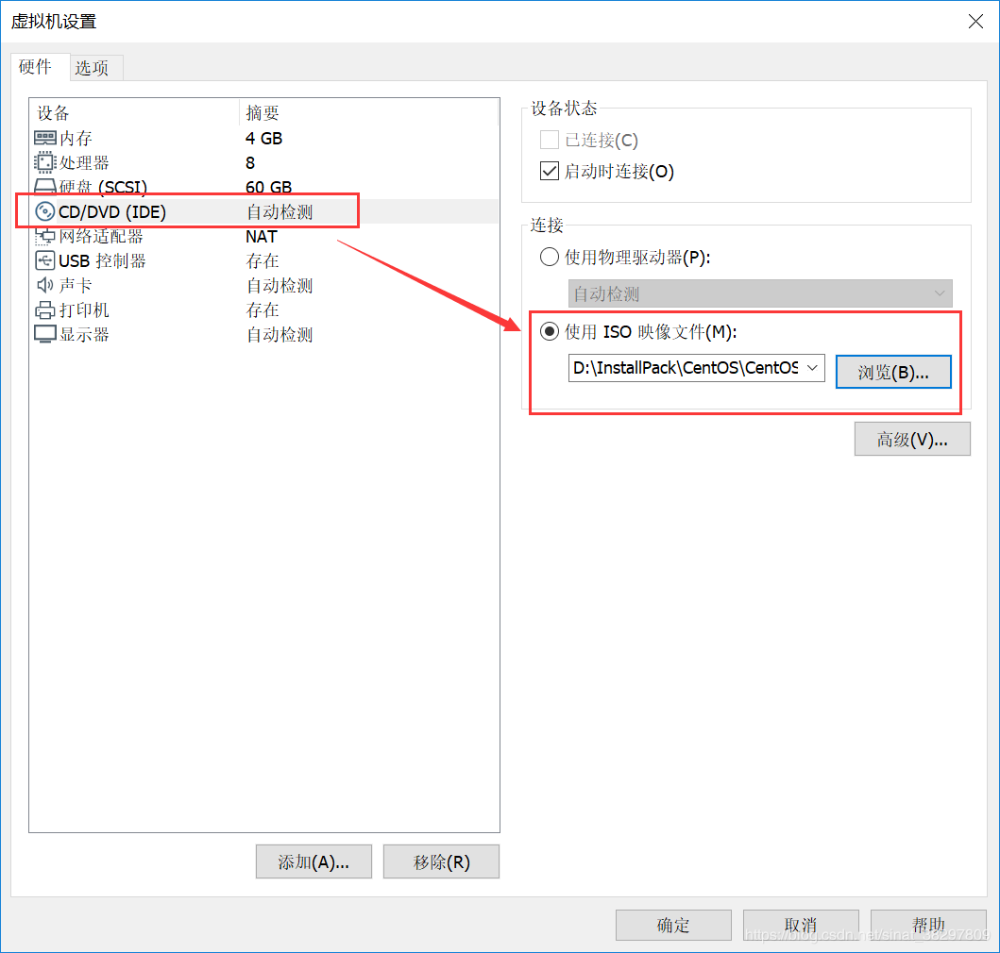 虚拟机设置
硬件 选项
设备 摘要
内存 4 GB
处理器 8
硬盘 (SCSI) 60 GB
CD/DVD (IDE) 自动检测
网络适配器 NAT
USB 控制器 存在
声卡 自动检测
打印机 存在
显示器 自动检测
添加(A)... 移除(R)
设备状态
已连接(C)
启动时连接(O)
连接
使用物理驱动器(P):
自动检测
使用 ISO 映像文件(M):
D:\InstallPack\CentOS\CentOS 浏览(B)...
高级(V)...
确定 取消 帮助
https://blog.csdn.net/sinat_38297809